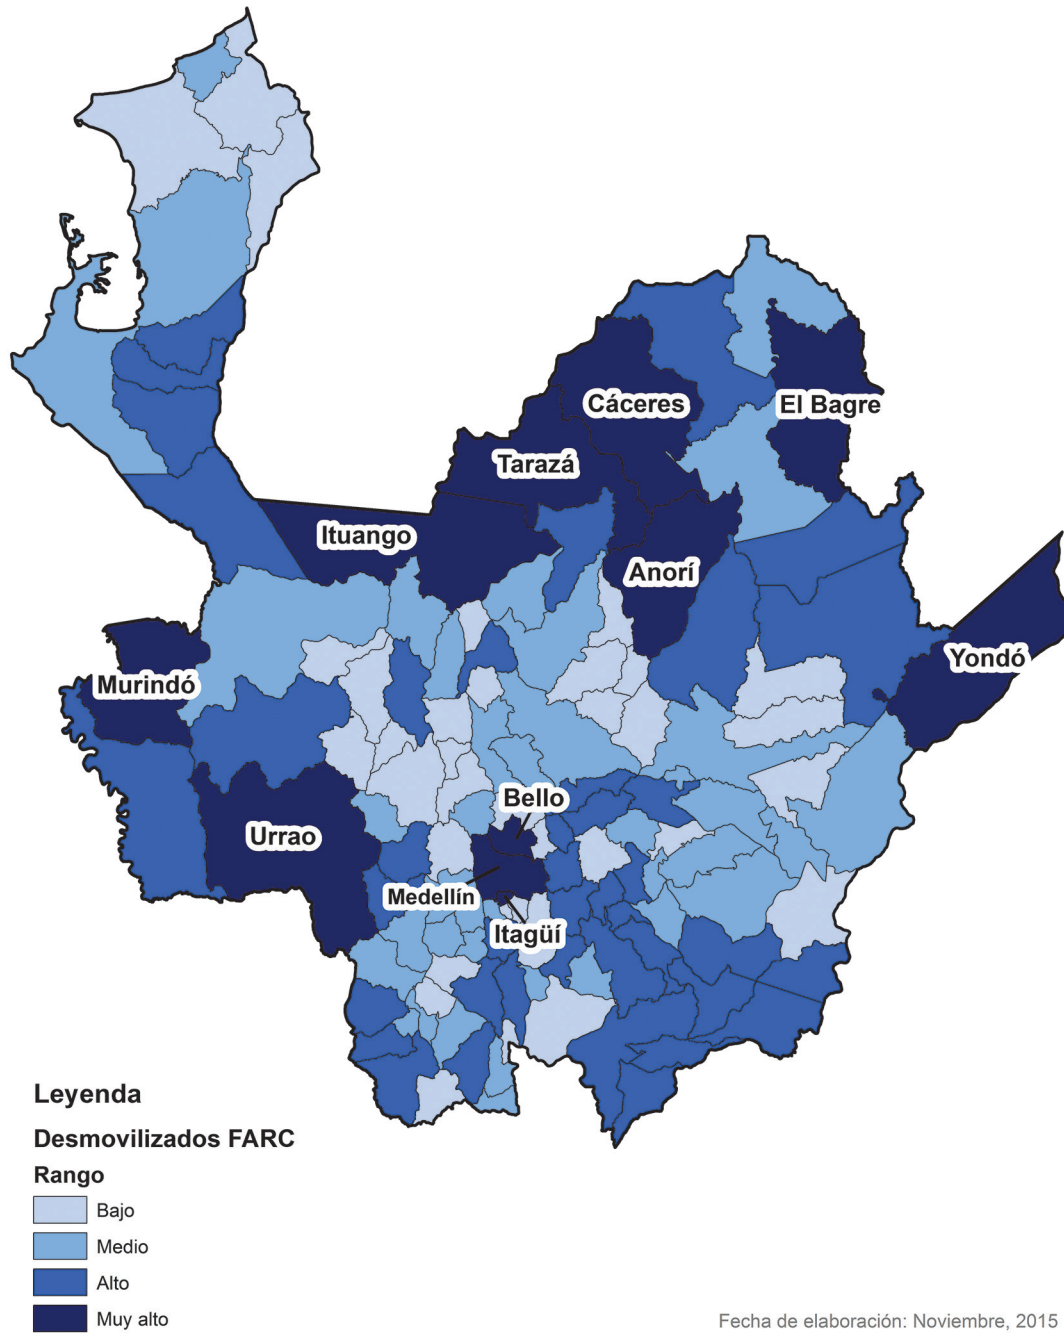 Cáceres
El Bagre
Tarazá
Ituango
Anorí
Yondó
Murindó
Bello
Urrao
Medellín
Itagüí
Leyenda
Desmovilizados FARC
Rango
Bajo
Medio
Alto
Muy alto
Fecha de elaboración: Noviembre, 2015